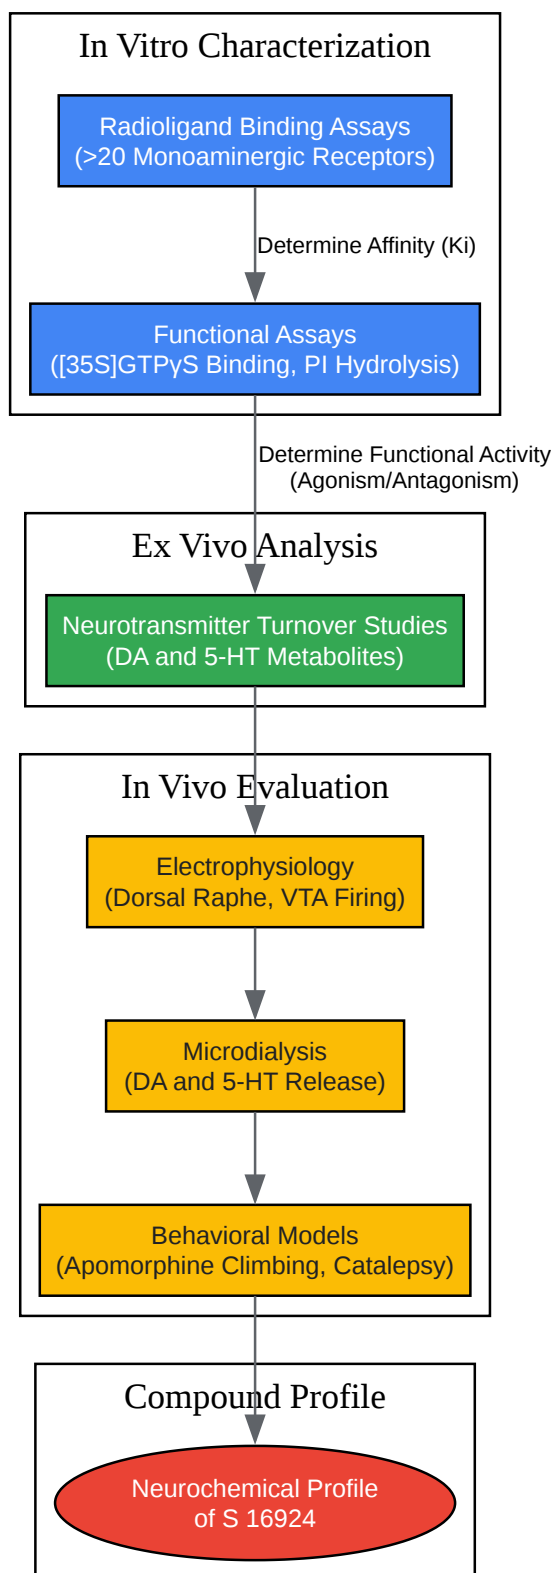 In Vitro Characterization
Radioligand Binding Assays
(>20 Monoaminergic Receptors)
Determine Affinity (Ki)
Functional Assays
([35S]GTPγS Binding, PI Hydrolysis)
Determine Functional Activity
(Agonism/Antagonism)
Ex Vivo Analysis
Neurotransmitter Turnover Studies
(DA and 5-HT Metabolites)
In Vivo Evaluation
Electrophysiology
(Dorsal Raphe, VTA Firing)
Microdialysis
(DA and 5-HT Release)
Behavioral Models
(Apomorphine Climbing, Catalepsy)
Compound Profile
Neurochemical Profile
of S 16924